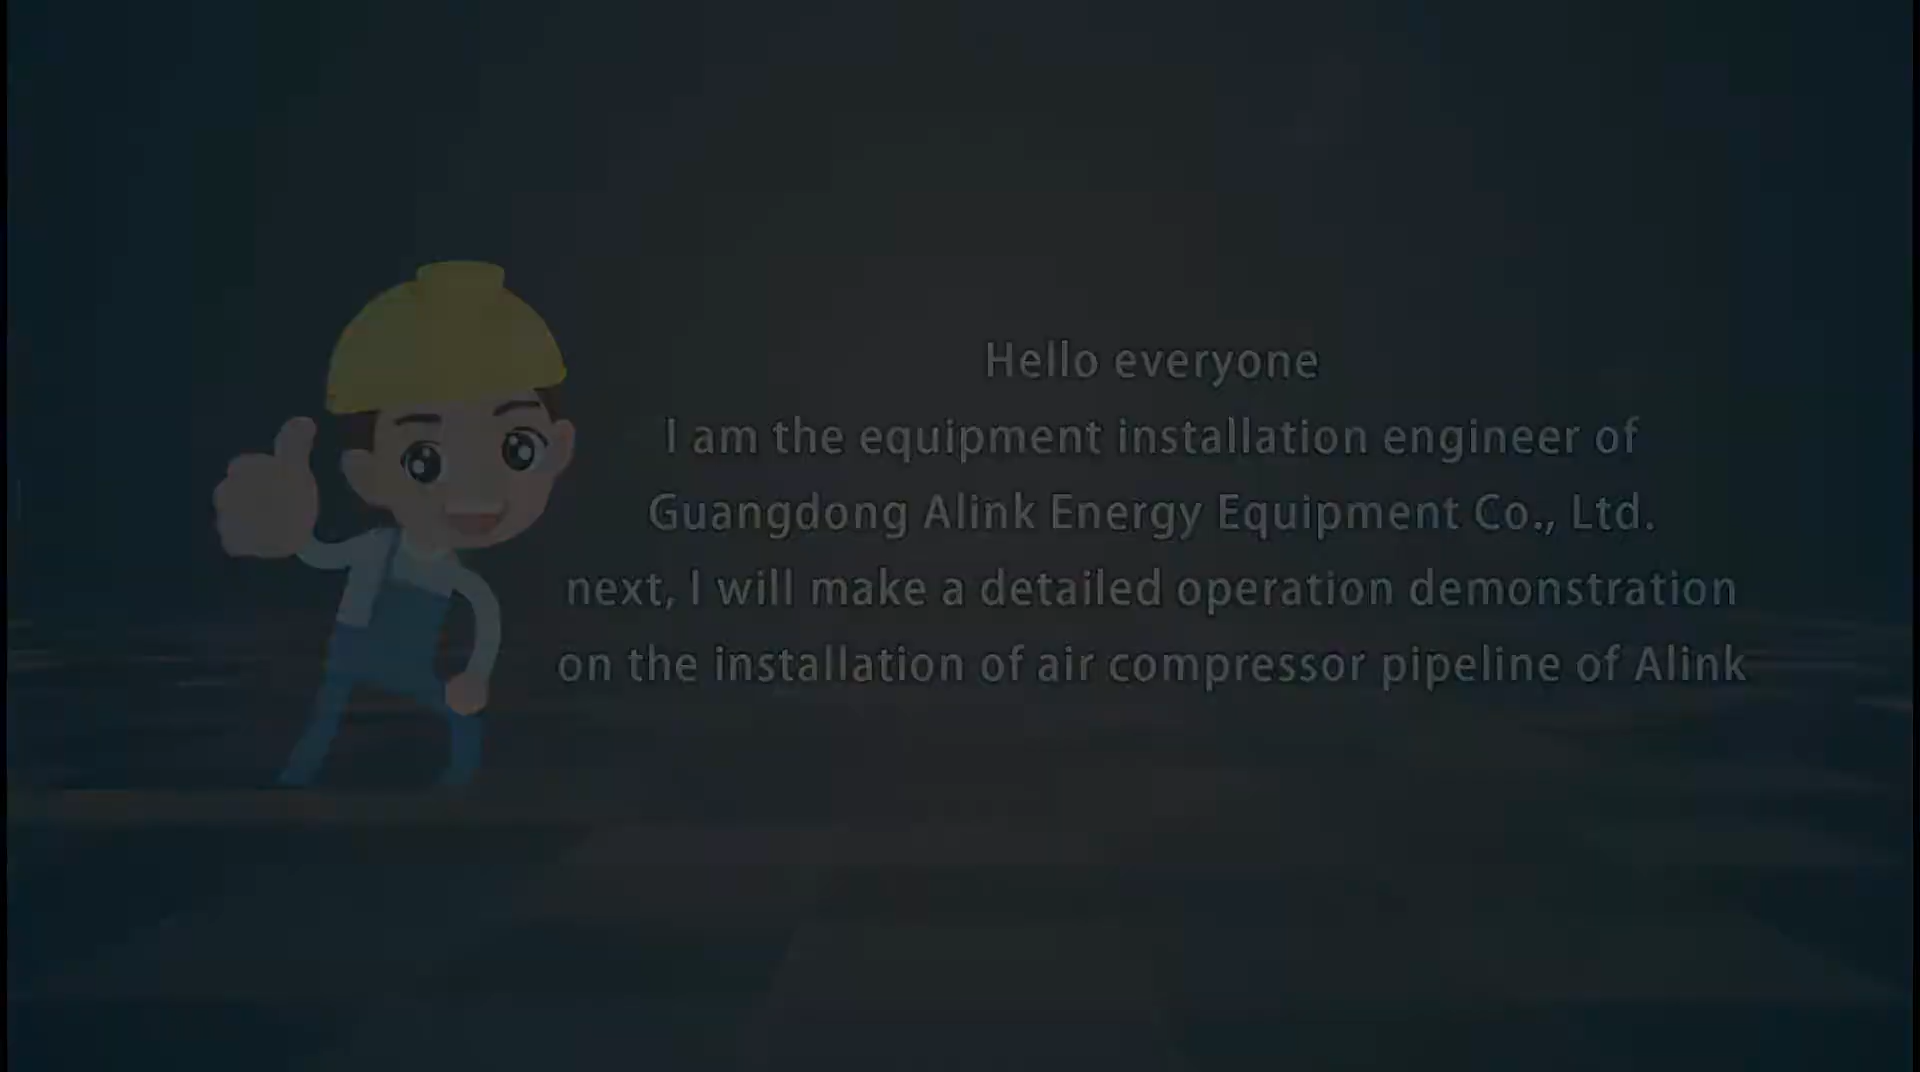 Hello everyone
I am the equipment installation engineer of
Guangdong Alink Energy Equipment Co., Ltd.
next, I will make a detailed operation demonstration
on the installation of air compressor pipeline of Alink